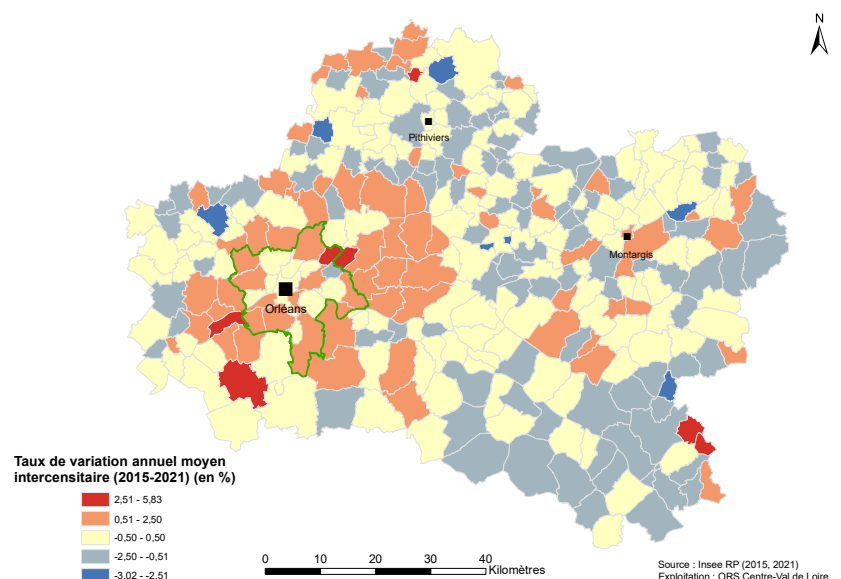 N
Pithiviers
Montargis
Orléans
Taux de variation annuel moyen
intercensitaire (2015-2021) (en %)
2,51 - 5,83
0,51 - 2,50
-0,50 - 0,50
-2,50 - -0,51
-3,02 - -2,51
0 10 20 30 40
Kilomètres
Source : Insee RP (2015, 2021)
Exploitation : ORS Centre-Val de Loire